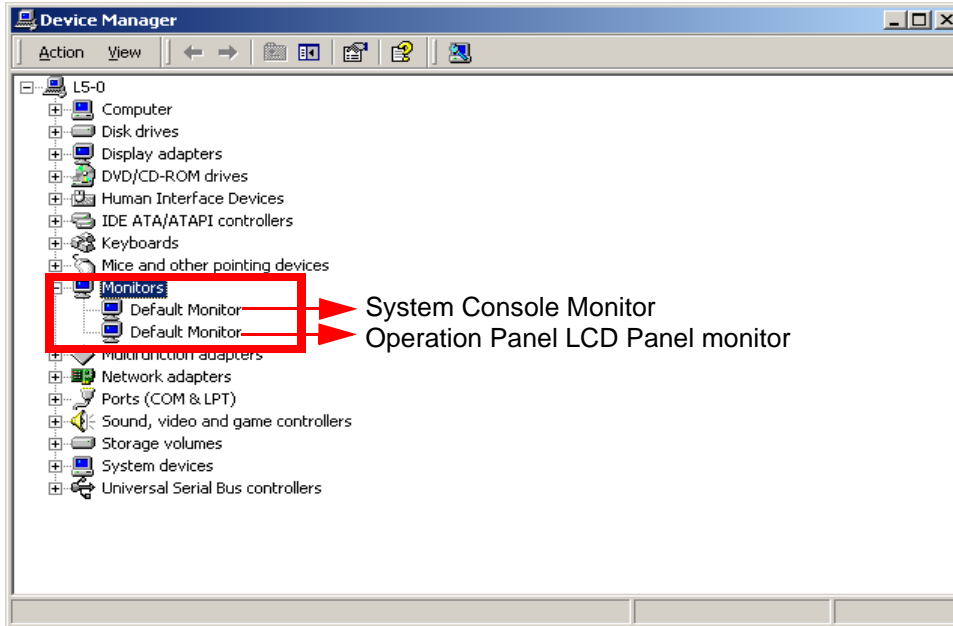 Device Manager
Action View
L5-0
Computer
Disk drives
Display adapters
DVD/CD-ROM drives
Human Interface Devices
IDE ATA/ATAPI controllers
Keyboards
Mice and other pointing devices
Monitors
Default Monitor System Console Monitor
Default Monitor Operation Panel LCD Panel monitor
Multifunction adapters
Network adapters
Ports (COM & LPT)
Sound, video and game controllers
Storage volumes
System devices
Universal Serial Bus controllers